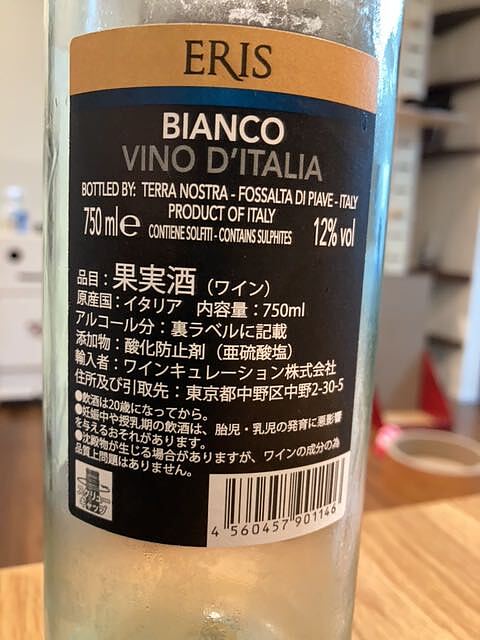 ERIS
BIANCO
VINO D'ITALIA
BOTTLED BY: TERRA NOSTRA - FOSSALTA DI PIAVE - ITALY
PRODUCT OF ITALY
750 ml℮ CONTIENE SOLFITI - CONTAINS SULPHITES 12% vol
品目：果実酒（ワイン）
原産国：イタリア 内容量：750ml
アルコール分：裏ラベルに記載
添加物：酸化防止剤（亜硫酸塩）
輸入者：ワインキュレーション株式会社
住所及び引取先：東京都中野区中野2-30-5
●飲酒は20歳になってから。
●妊娠中や授乳期の飲酒は、胎児・乳児の発育に悪影響
を与えるおそれがあります。
●沈殿物が生じる場合がありますが、ワインの成分の為
品質上問題はありません。
4 560457 901146